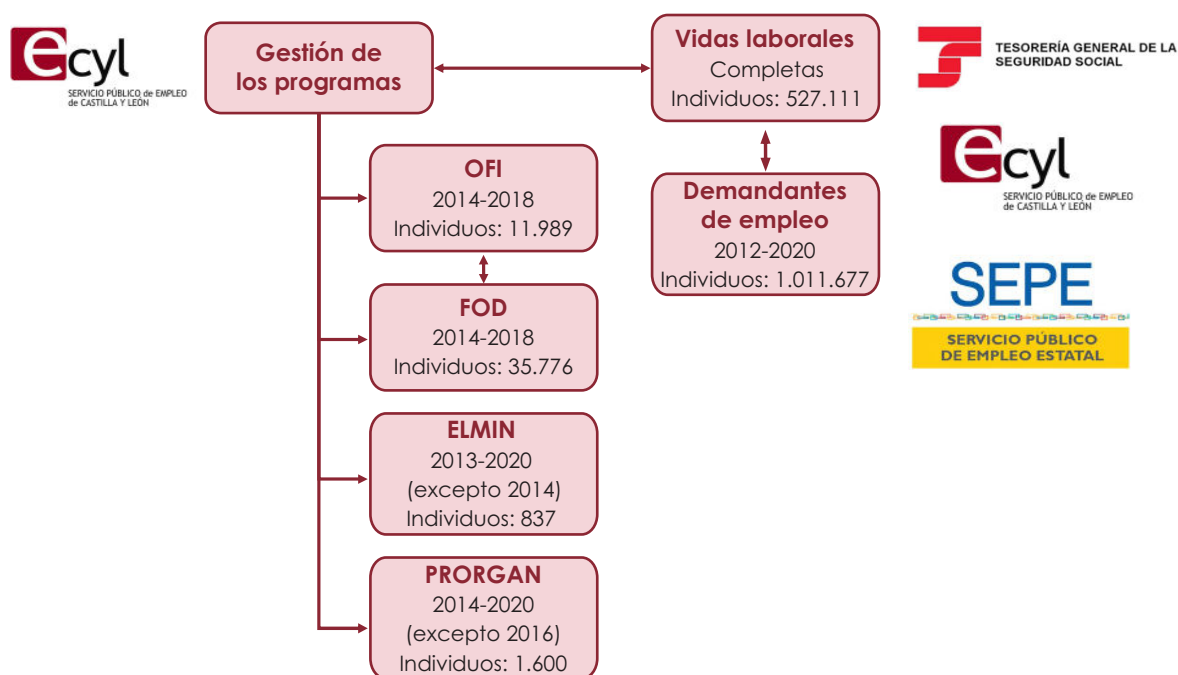 ecyl
SERVICIO PÚBLICO de EMPLEO
de CASTILLA Y LEÓN
Gestión de
los programas
Vidas laborales
Completas
Individuos: 527.111
TESORERÍA GENERAL DE LA
SEGURIDAD SOCIAL
OFI
2014-2018
Individuos: 11.989
Demandantes
de empleo
2012-2020
Individuos: 1.011.677
ecyl
SERVICIO PÚBLICO de EMPLEO
de CASTILLA Y LEÓN
FOD
2014-2018
Individuos: 35.776
SEPE
SERVICIO PÚBLICO
DE EMPLEO ESTATAL
ELMIN
2013-2020
(excepto 2014)
Individuos: 837
PRORGAN
2014-2020
(excepto 2016)
Individuos: 1.600